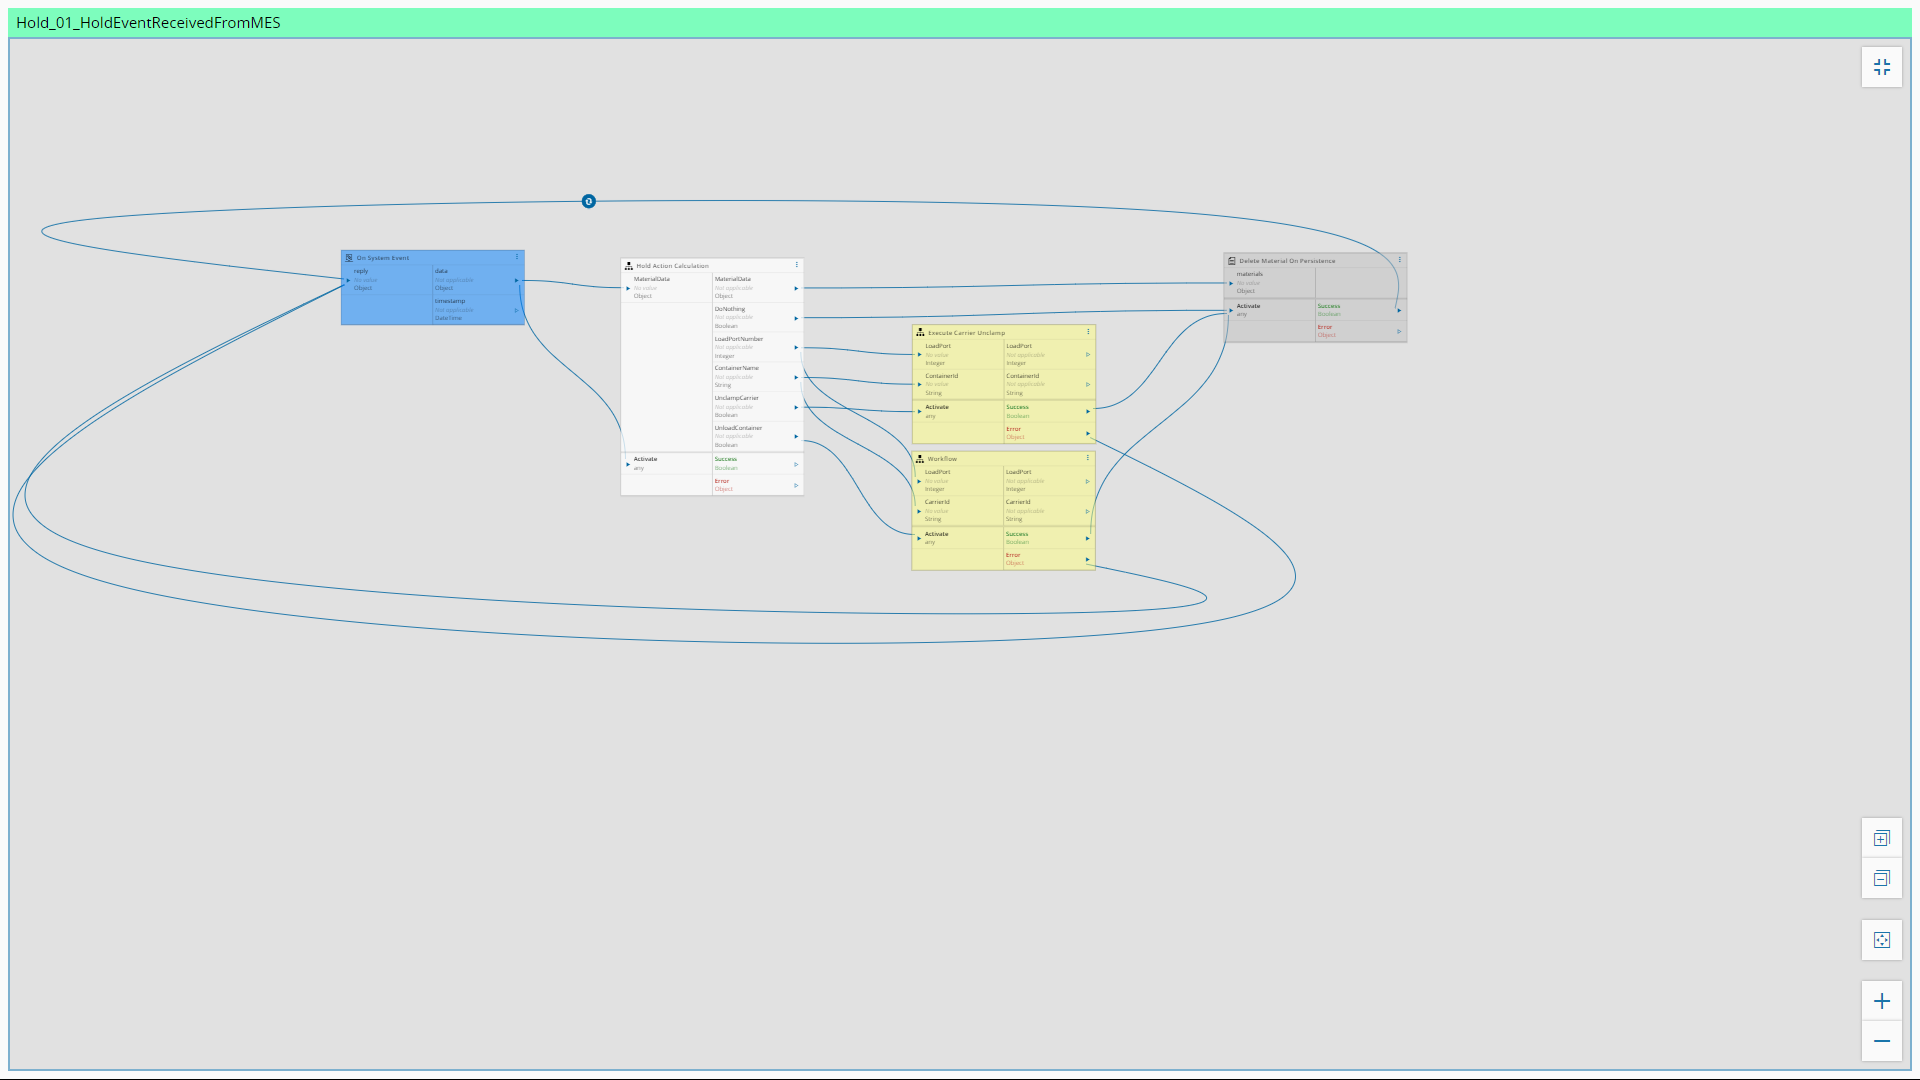 Hold_01_HoldEventReceivedFromMES
On System Event
reply
No value
Object
data
Not applicable
Object
timestamp
Not applicable
DateTime
Hold Action Calculation
MaterialData
No value
Object
MaterialData
Not applicable
Object
DoNothing
Not applicable
Boolean
LoadPortNumber
Not applicable
Integer
ContainerName
Not applicable
String
UnclampCarrier
Not applicable
Boolean
UnloadContainer
Not applicable
Boolean
Activate
any
Success
Boolean
Error
Object
Execute Carrier Unclamp
LoadPort
No value
Integer
LoadPort
Not applicable
Integer
ContainerId
No value
String
ContainerId
Not applicable
String
Activate
any
Success
Boolean
Error
Object
Workflow
LoadPort
No value
Integer
LoadPort
Not applicable
Integer
CarrierId
No value
String
CarrierId
Not applicable
String
Activate
any
Success
Boolean
Error
Object
Delete Material On Persistence
materials
No value
Object
Activate
any
Success
Boolean
Error
Object